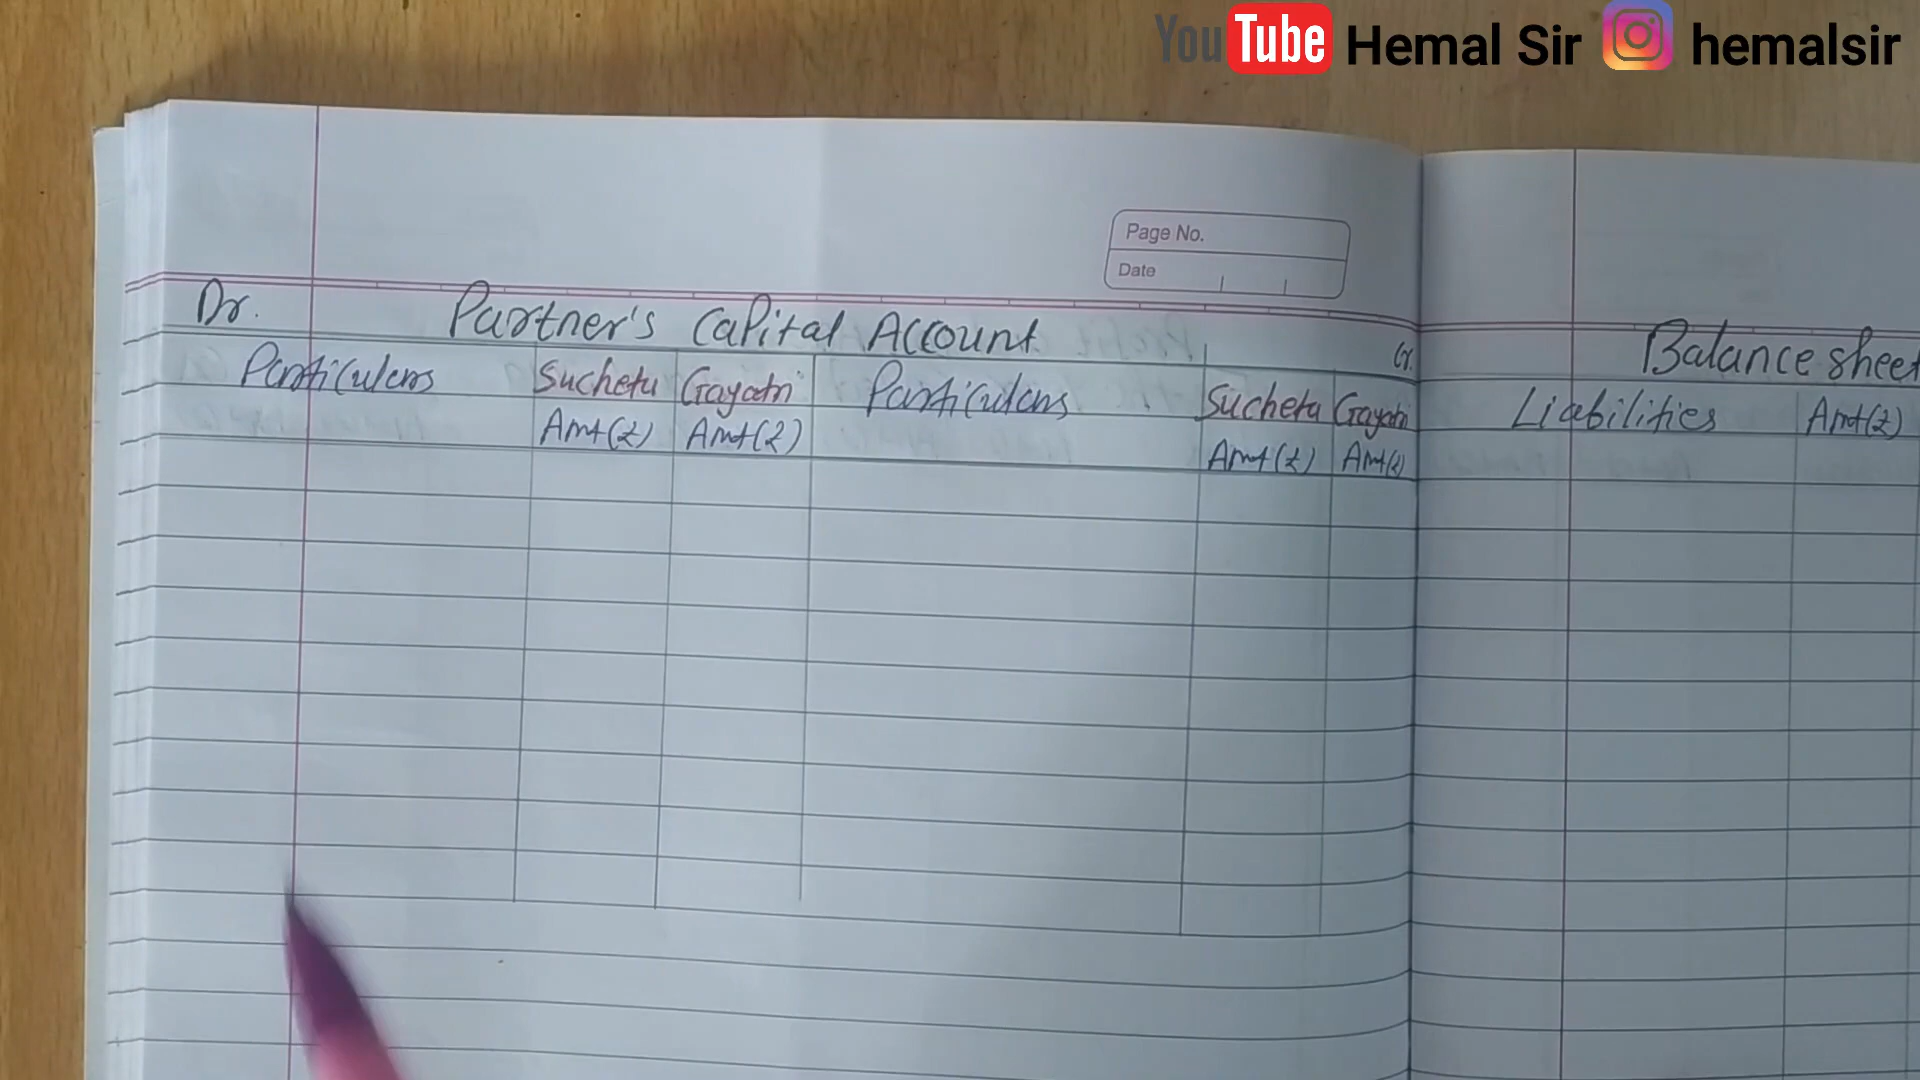 YouTube Hemal Sir hemalsir
Page No.
Date
Dr. Partner's Capital Account Cr.
Particulars Sucheta Gayatri Particulars Sucheta Gayatri
Amt(₹) Amt(₹) Amt(₹) Amt(₹)
Balance sheet
Liabilities Amt(₹)